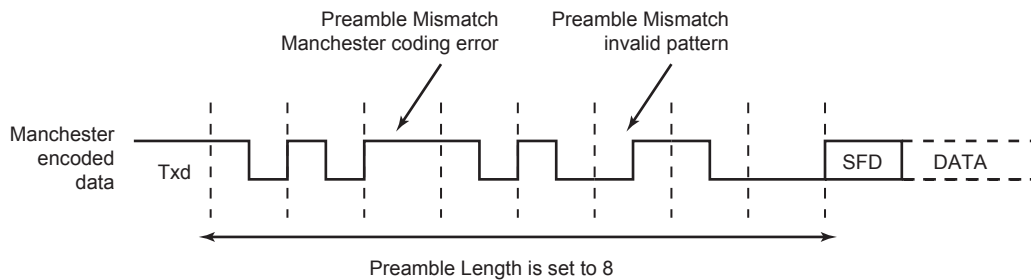 Preamble Mismatch
Manchester coding error
Preamble Mismatch
invalid pattern
Manchester
encoded
data
Txd
SFD
DATA
Preamble Length is set to 8